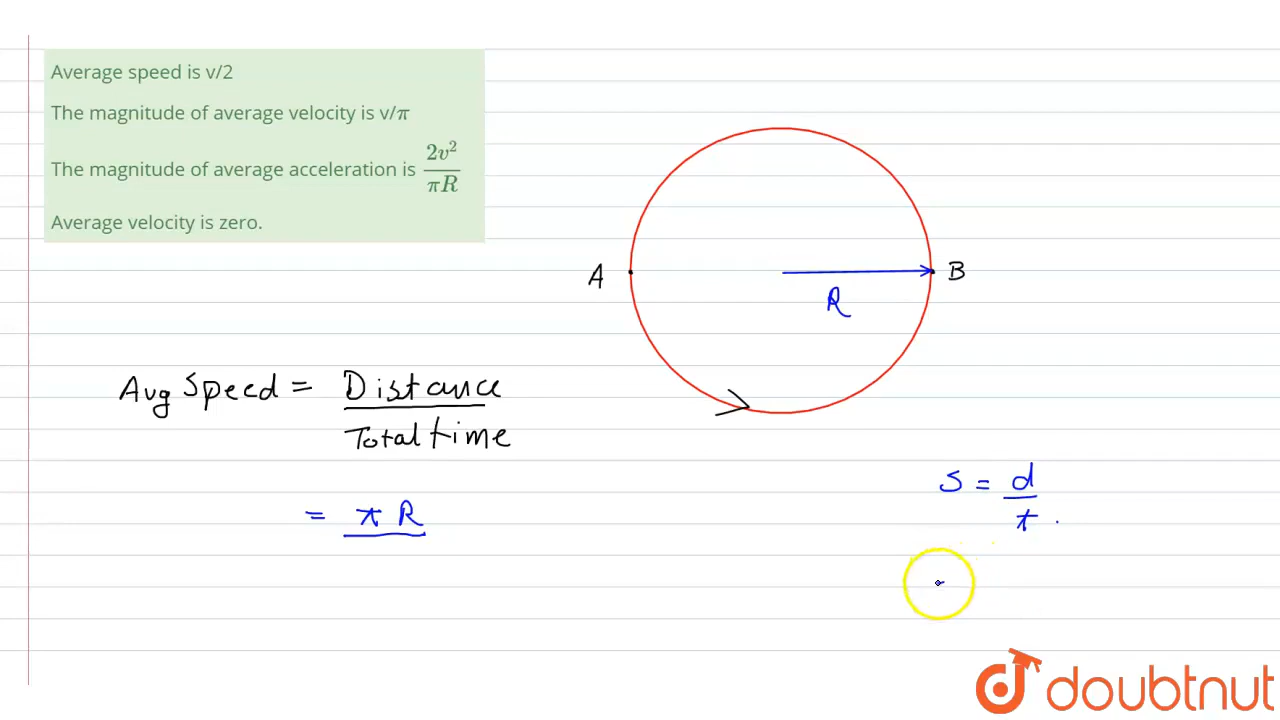 Average speed is v/2
The magnitude of average velocity is v/π
The magnitude of average acceleration is 2v²/πR
Average velocity is zero.
A
B
R
Avg Speed = Distance / Total time
S = d / t .
= π R
doubtnut